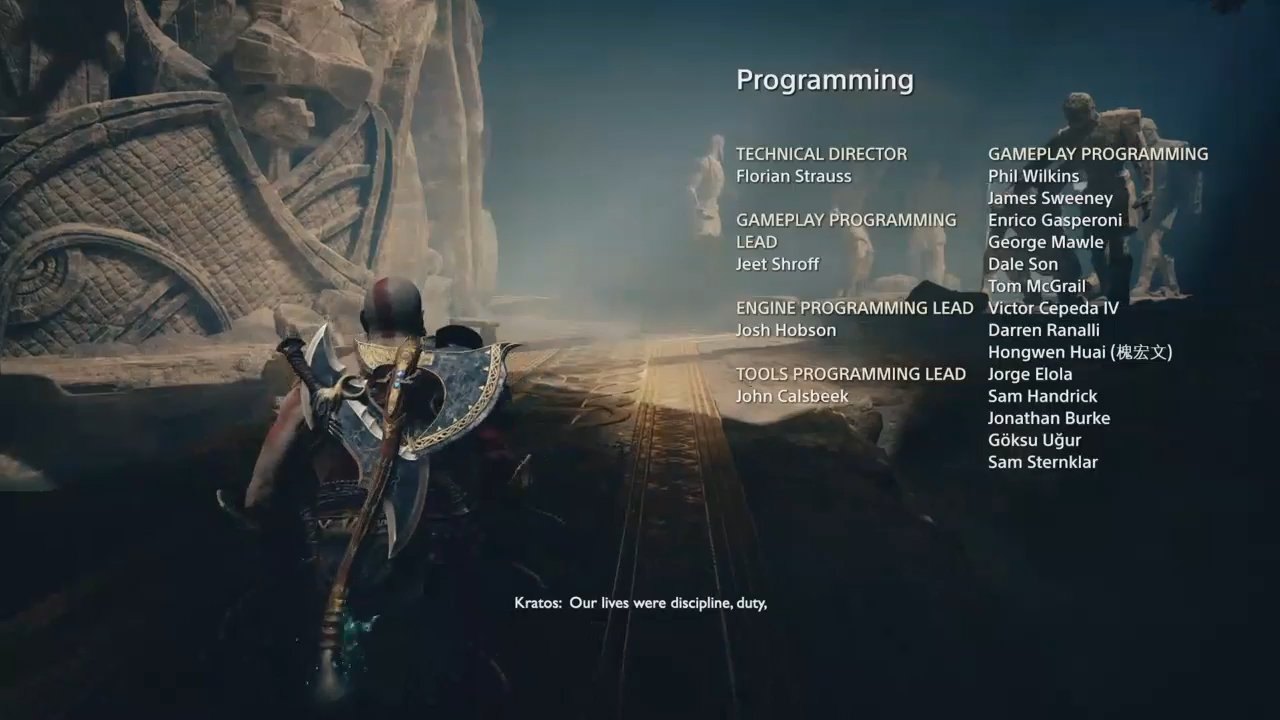 Programming
TECHNICAL DIRECTOR
Florian Strauss
GAMEPLAY PROGRAMMING
LEAD
Jeet Shroff
ENGINE PROGRAMMING LEAD
Josh Hobson
TOOLS PROGRAMMING LEAD
John Calsbeek
GAMEPLAY PROGRAMMING
Phil Wilkins
James Sweeney
Enrico Gasperoni
George Mawle
Dale Son
Tom McGrail
Victor Cepeda IV
Darren Ranalli
Hongwen Huai (槐宏文)
Jorge Elola
Sam Handrick
Jonathan Burke
Göksu Uğur
Sam Sternklar
Kratos: Our lives were discipline, duty,